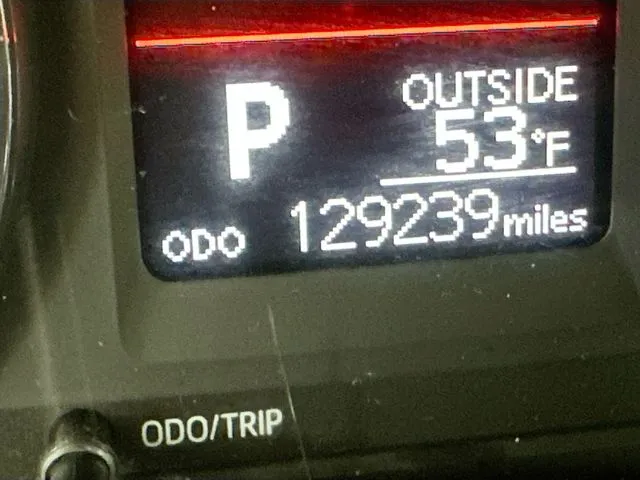 P
OUTSIDE
53°F
ODO 129239 miles
ODO/TRIP